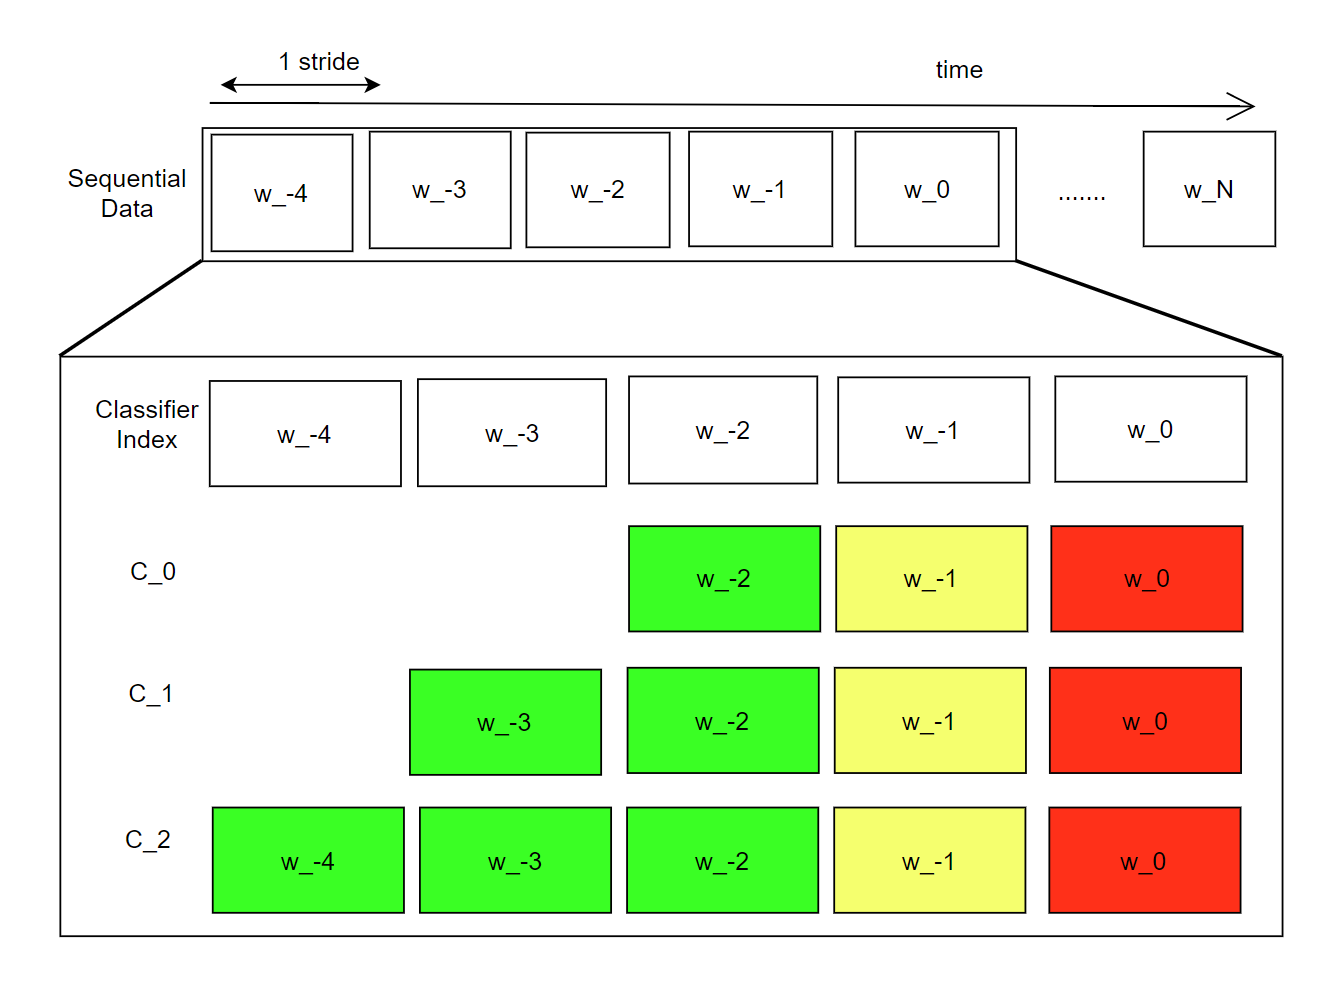 1 stride
time
Sequential
Data
w_-4
w_-3
w_-2
w_-1
w_0
.......
w_N
Classifier
Index
w_-4
w_-3
w_-2
w_-1
w_0
C_0
w_-2
w_-1
w_0
C_1
w_-3
w_-2
w_-1
w_0
C_2
w_-4
w_-3
w_-2
w_-1
w_0